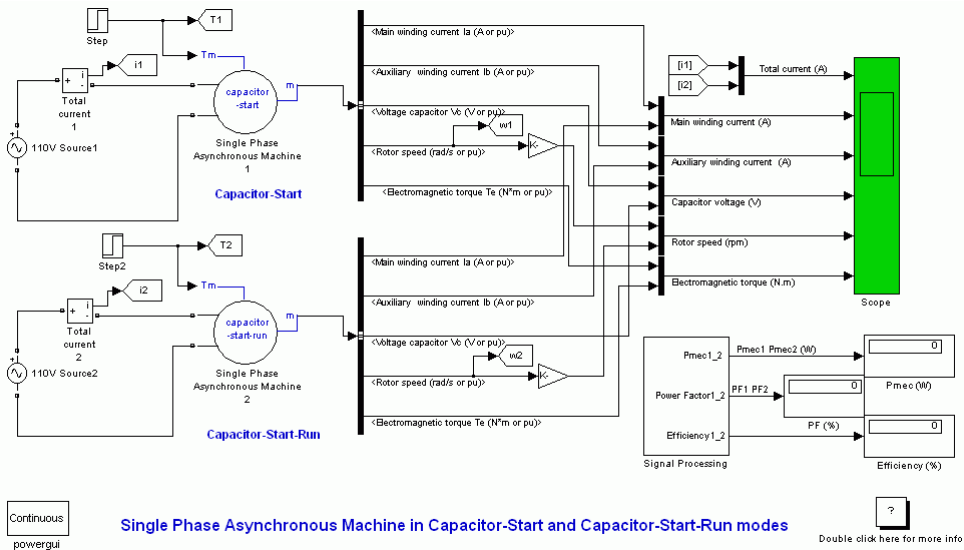 Step
T1
Tm
i1
+
i
-
Total
current
1
capacitor
-start
m
+
110V Source1
Single Phase
Asynchronous Machine
1
Capacitor-Start
<Main winding current Ia (A or pu)>
<Auxiliary winding current Ib (A or pu)>
<Voltage capacitor Vc (V or pu)>
w1
K-
<Rotor speed (rad/s or pu)>
<Electromagnetic torque Te (N*m or pu)>
[i1]
[i2]
Total current (A)
Main winding current (A)
Auxiliary winding current (A)
Capacitor voltage (V)
Rotor speed (rpm)
Electromagnetic torque (N.m)
Scope
Step2
T2
Tm
i2
+
i
-
Total
current
2
capacitor
-start-run
m
+
110V Source2
Single Phase
Asynchronous Machine
2
Capacitor-Start-Run
<Main winding current Ia (A or pu)>
<Auxiliary winding current Ib (A or pu)>
<Voltage capacitor Vc (V or pu)>
w2
K-
<Rotor speed (rad/s or pu)>
<Electromagnetic torque Te (N*m or pu)>
Pmec1_2
Power Factor1_2
Efficiency1_2
Signal Processing
Pmec1 Pmec2 (W)
0
Pmec (W)
PF1 PF2
0
PF (%)
0
Efficiency (%)
Continuous
powergui
Single Phase Asynchronous Machine in Capacitor-Start and Capacitor-Start-Run modes
?
Double click here for more info